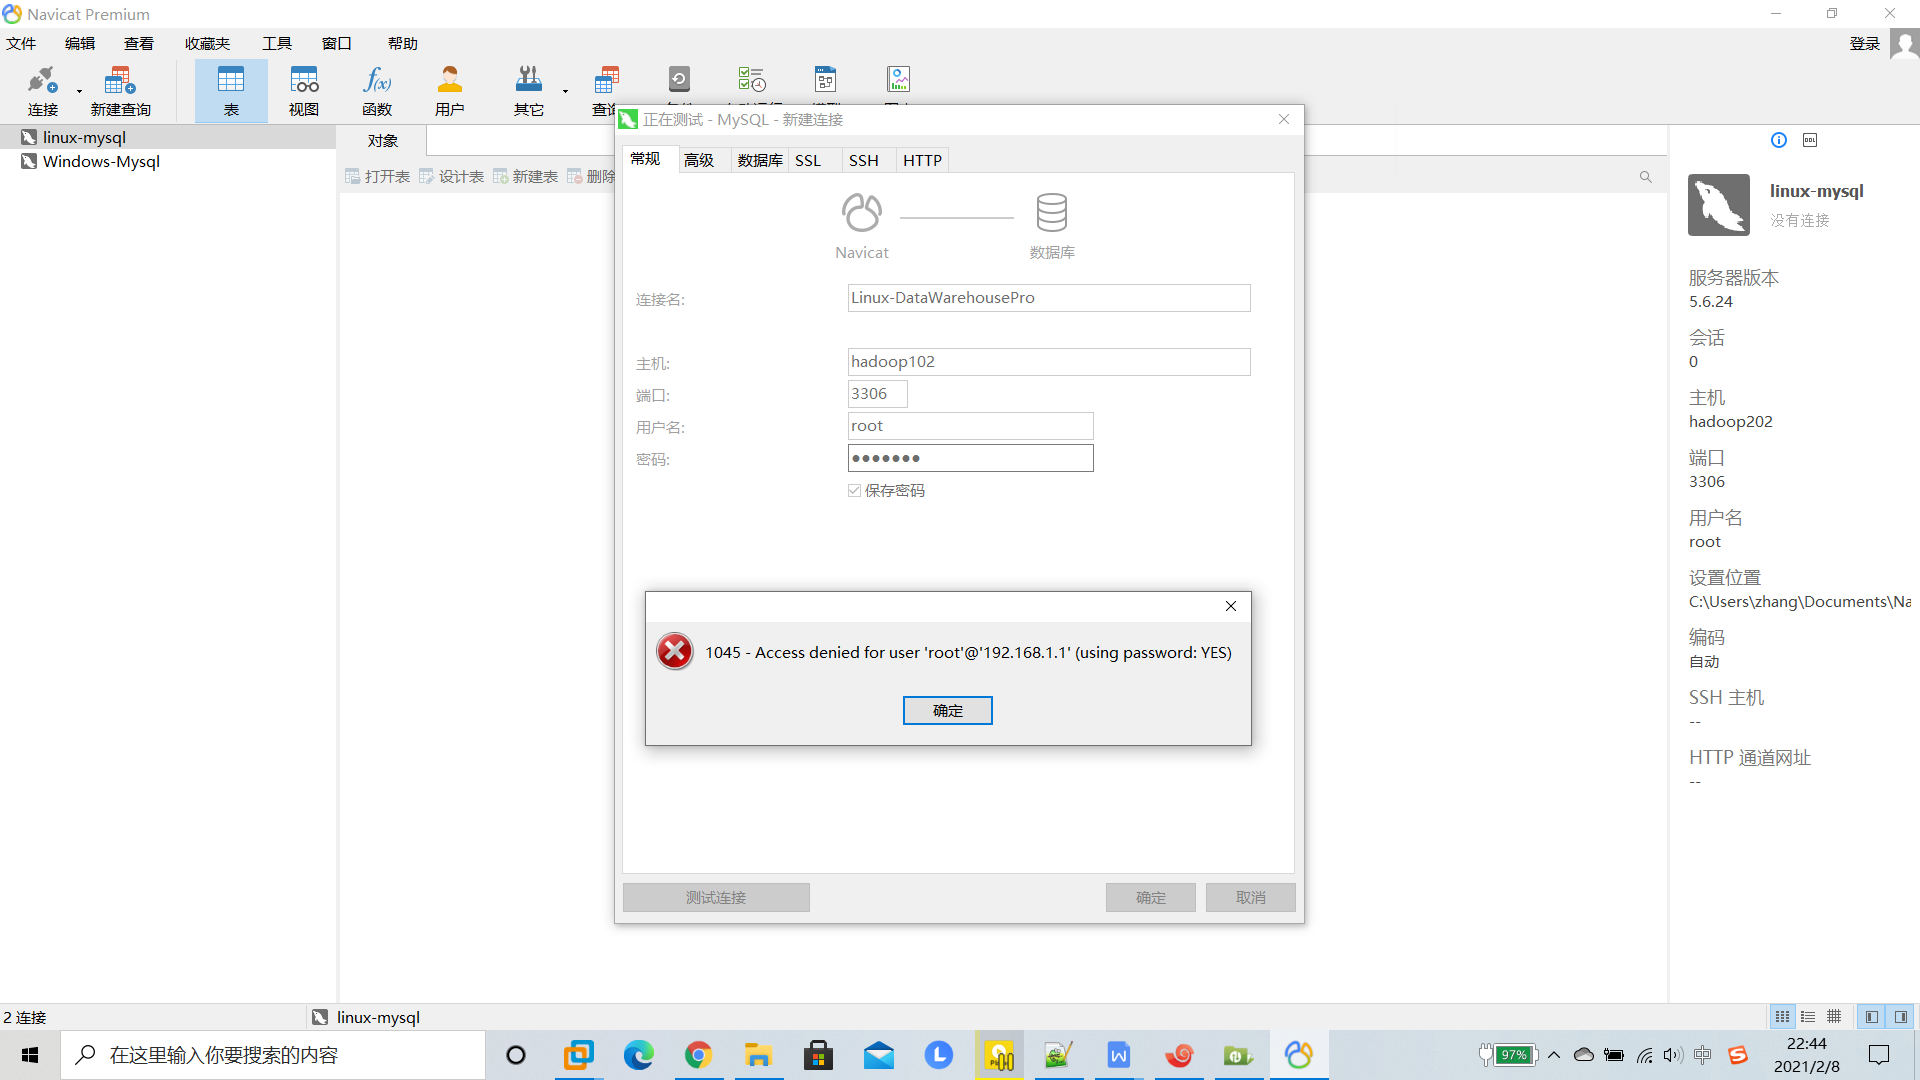 Navicat Premium
文件 编辑 查看 收藏夹 工具 窗口 帮助 登录
连接 新建查询 表 视图 函数 用户 其它
linux-mysql
Windows-Mysql
对象
打开表 设计表 新建表 删除
正在测试 - MySQL - 新建连接
常规 高级 数据库 SSL SSH HTTP
Navicat 数据库
连接名: Linux-DataWarehousePro
主机: hadoop102
端口: 3306
用户名: root
密码: ●●●●●●●
保存密码
1045 - Access denied for user 'root'@'192.168.1.1' (using password: YES)
确定
测试连接 确定 取消
linux-mysql
没有连接
服务器版本
5.6.24
会话
0
主机
hadoop202
端口
3306
用户名
root
设置位置
C:\Users\zhang\Documents\Na
编码
自动
SSH 主机
--
HTTP 通道网址
--
2 连接 linux-mysql
在这里输入你要搜索的内容
97% 中 22:44
2021/2/8